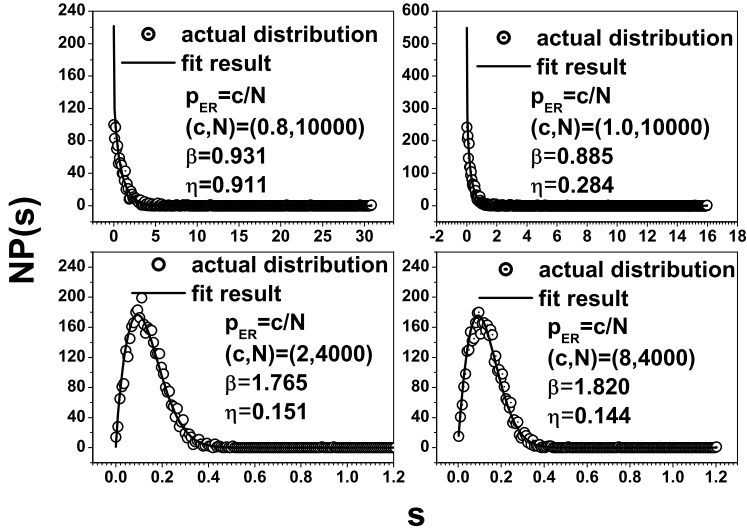 NP(s)
240
200
160
120
80
40
0
0 5 10 15 20 25 30
actual distribution
fit result
pER=c/N
(c,N)=(0.8,10000)
β=0.931
η=0.911
600
500
400
300
200
100
0
-2 0 2 4 6 8 10 12 14 16 18
actual distribution
fit result
pER=c/N
(c,N)=(1.0,10000)
β=0.885
η=0.284
240
200
160
120
80
40
0
0.0 0.2 0.4 0.6 0.8 1.0 1.2
actual distribution
fit result
pER=c/N
(c,N)=(2,4000)
β=1.765
η=0.151
240
200
160
120
80
40
0
0.0 0.2 0.4 0.6 0.8 1.0 1.2
actual distribution
fit result
pER=c/N
(c,N)=(8,4000)
β=1.820
η=0.144
s